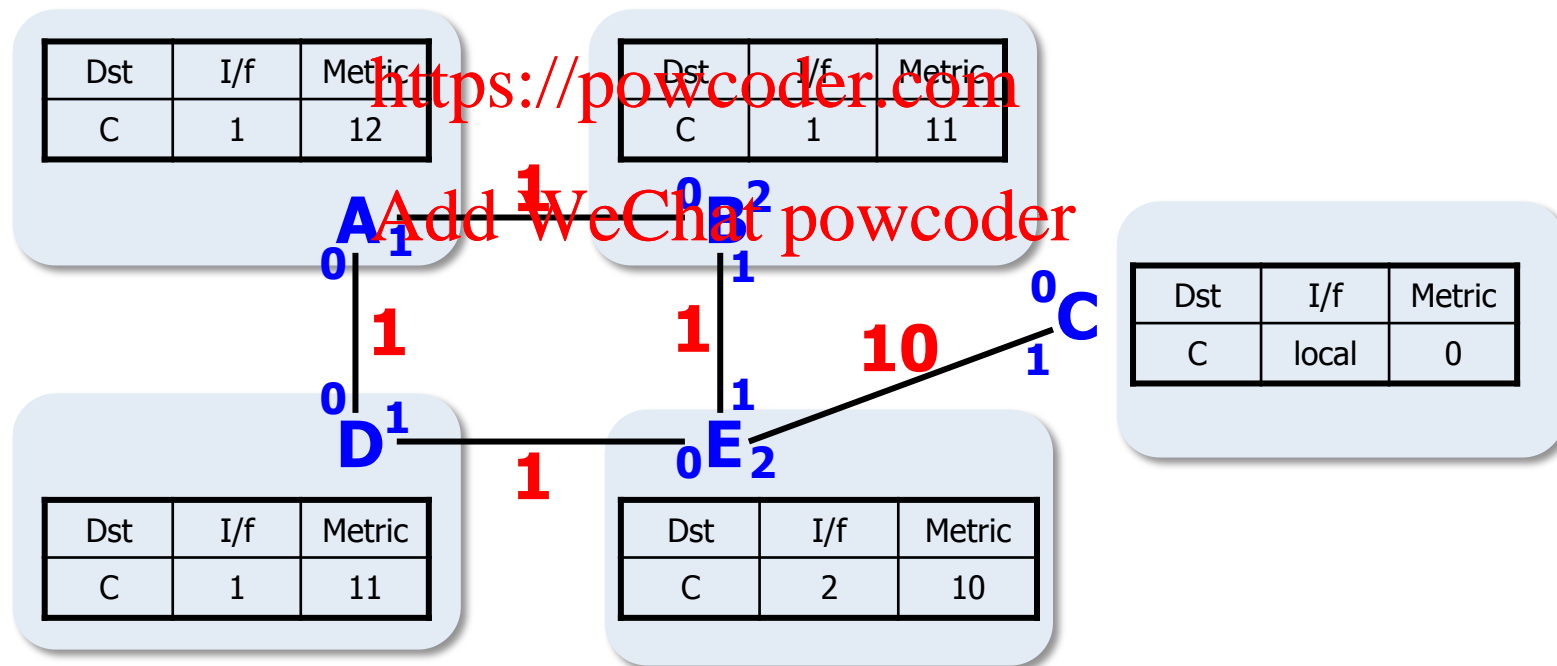 Dst I/f Metric
C 1 12
Dst I/f Metric
C 1 11
https://powcoder.com
Add WeChat powcoder
A 0 1
1
B 0 2 1
1
1
10
0 C 1
Dst I/f Metric
C local 0
0 D 1
1
1 0 E 2
Dst I/f Metric
C 1 11
Dst I/f Metric
C 2 10